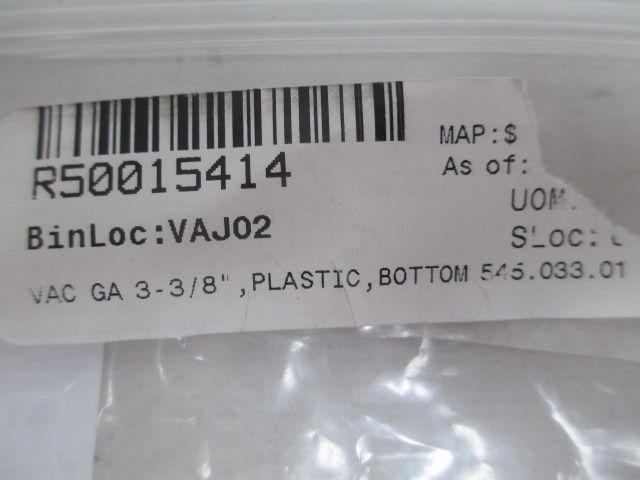 R50015414
BinLoc:VAJ02
MAP:$
As of:
UOM.
SLoc:
VAC GA 3-3/8",PLASTIC,BOTTOM 545.033.01